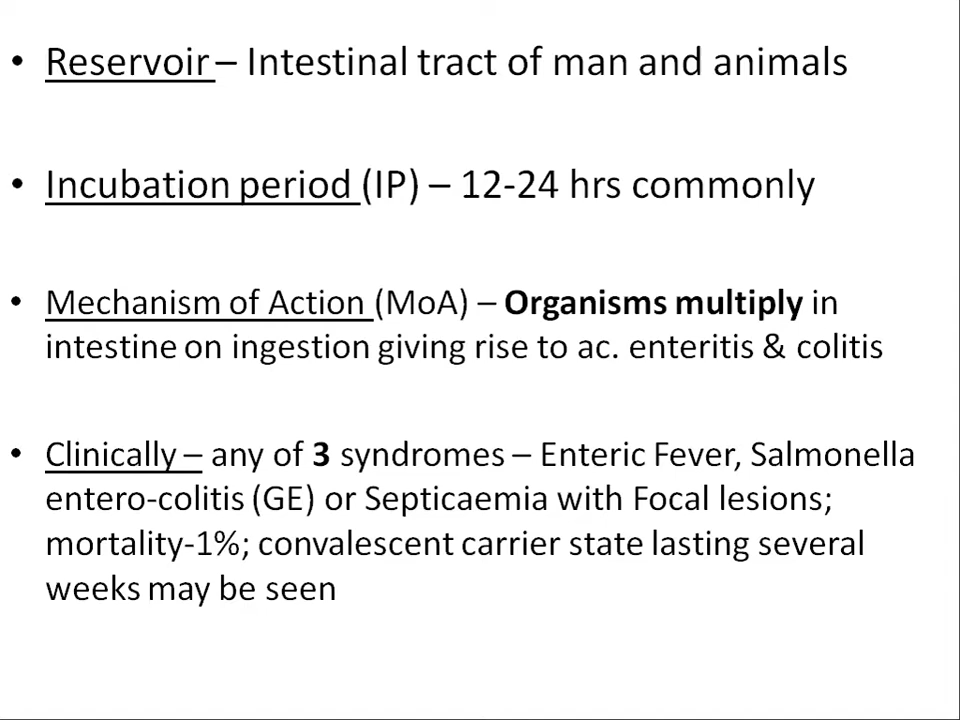 • Reservoir – Intestinal tract of man and animals
• Incubation period (IP) – 12-24 hrs commonly
• Mechanism of Action (MoA) – Organisms multiply in
intestine on ingestion giving rise to ac. enteritis & colitis
• Clinically – any of 3 syndromes – Enteric Fever, Salmonella
entero-colitis (GE) or Septicaemia with Focal lesions;
mortality-1%; convalescent carrier state lasting several
weeks may be seen